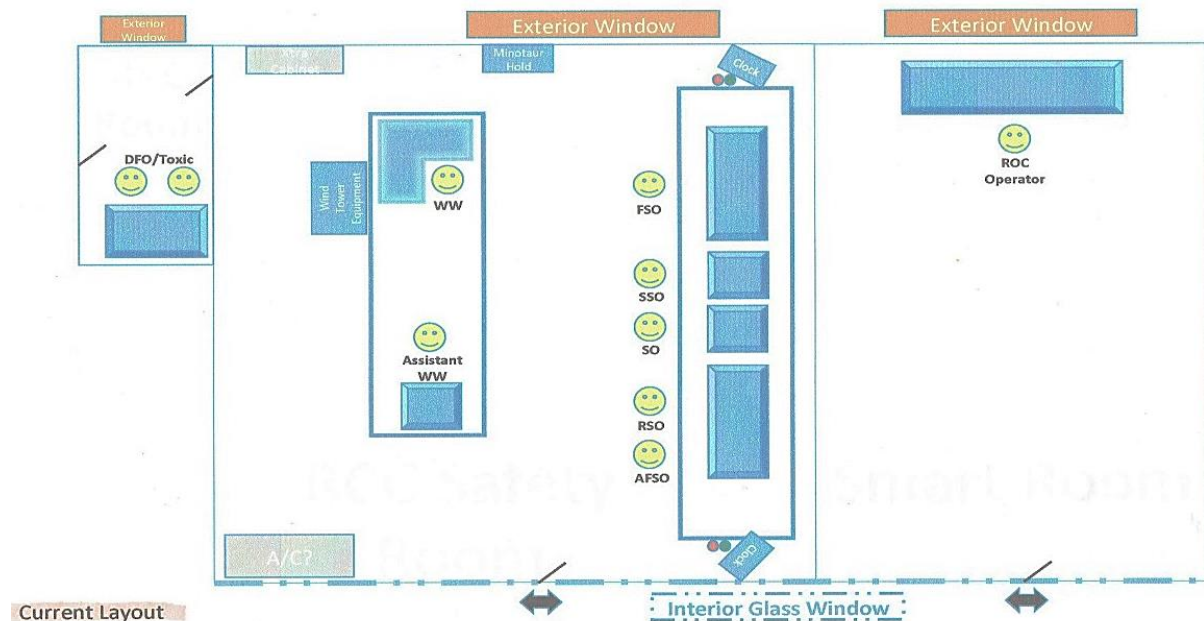 Exterior
Window
Exterior Window
Exterior Window
Cabinet
Minotaur
Hold
Clock
DFO/Toxic
Wind
Tower
Equipment
WW
FSO
ROC
Operator
SSO
SO
Assistant
WW
RSO
AFSO
ROC Safety
Room
Smart Room
A/C?
Clock
Interior Glass Window
Current Layout